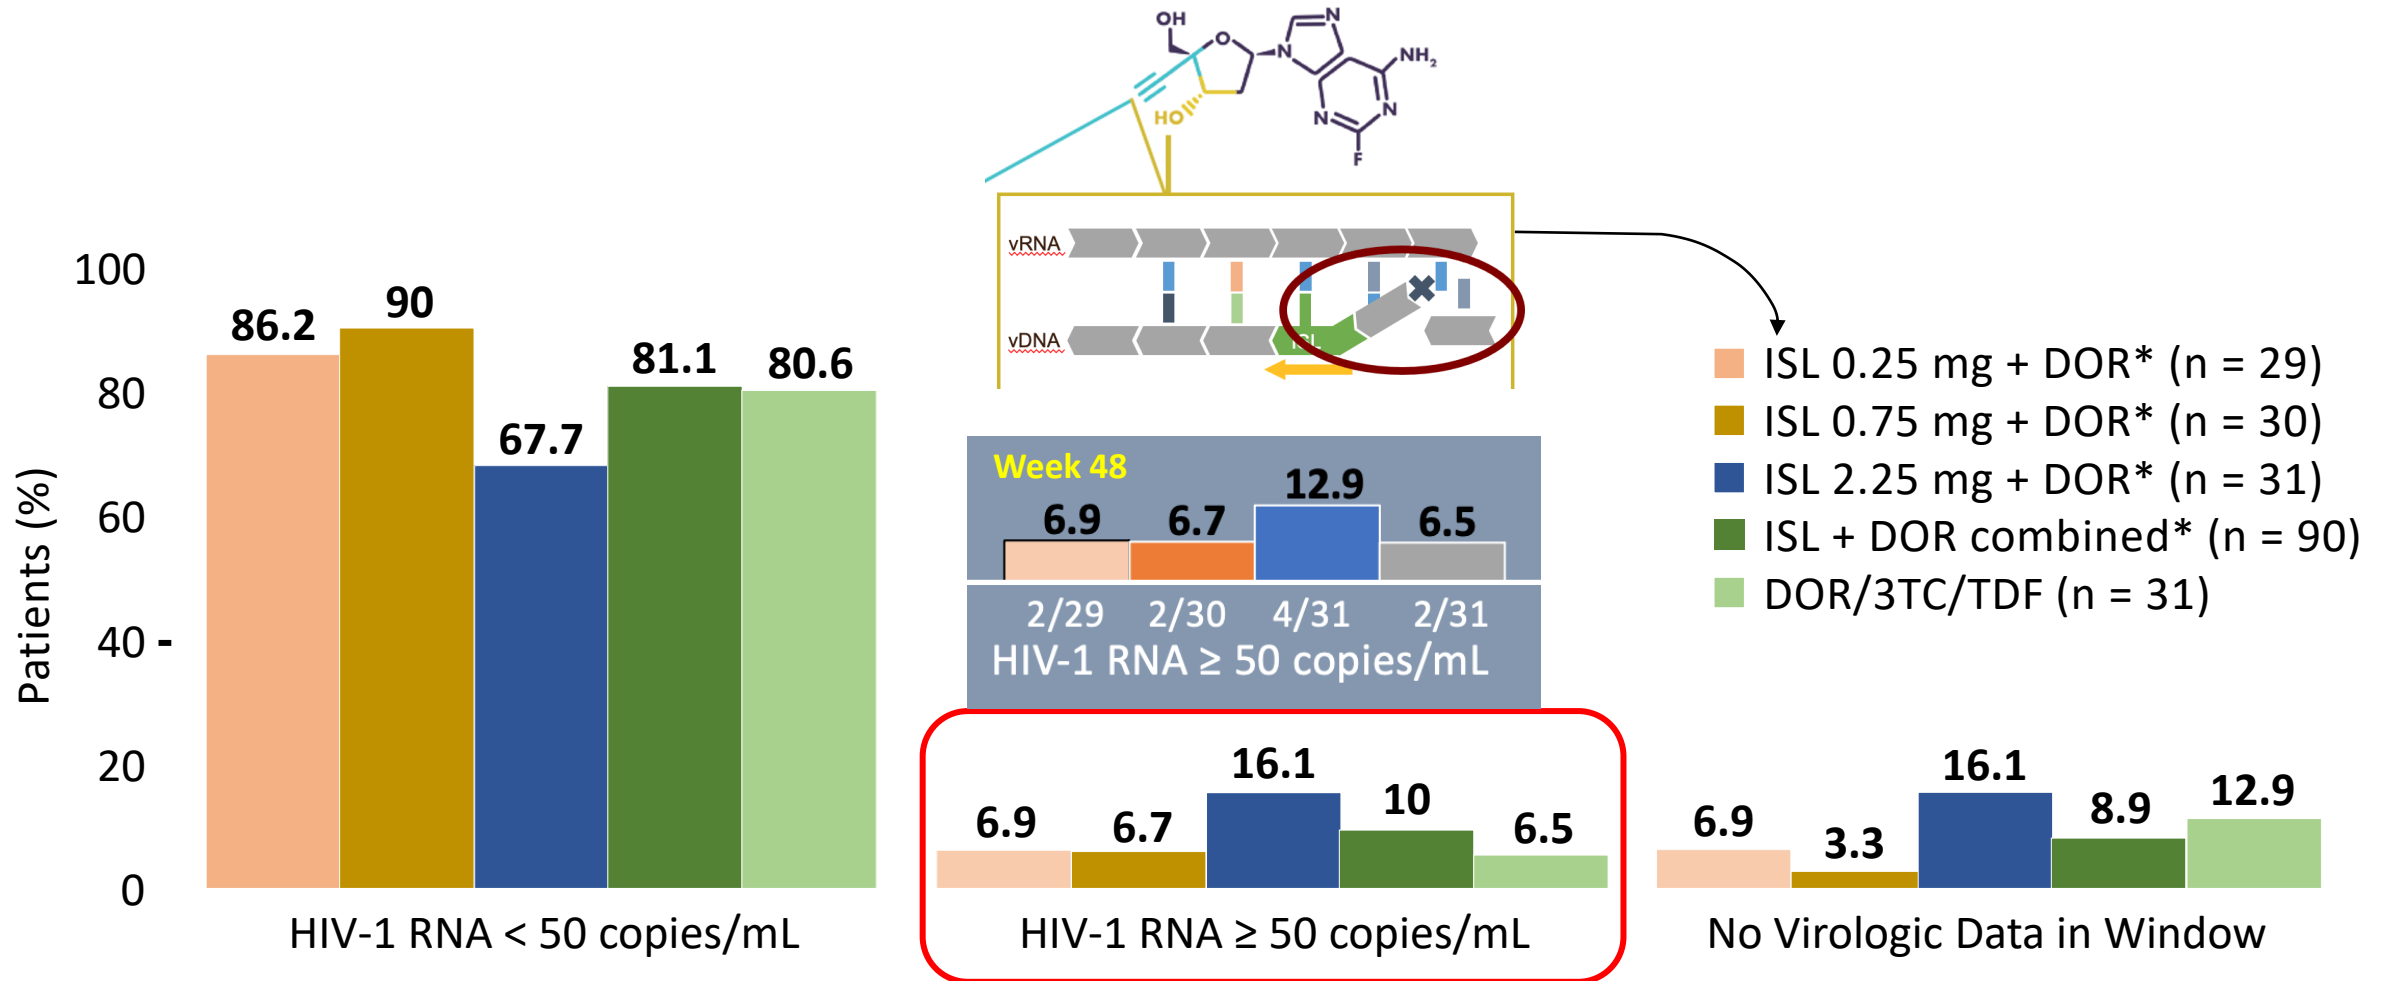 OH
O
N
N
NH₂
HO
N
N
F
vRNA
vDNA
ISL
100
80
60
40 -
20
0
Patients (%)
86.2
90
67.7
81.1
80.6
HIV-1 RNA < 50 copies/mL
Week 48
6.9
6.7
12.9
6.5
2/29 2/30 4/31 2/31
HIV-1 RNA ≥ 50 copies/mL
6.9
6.7
16.1
10
6.5
HIV-1 RNA ≥ 50 copies/mL
6.9
3.3
16.1
8.9
12.9
No Virologic Data in Window
ISL 0.25 mg + DOR* (n = 29)
ISL 0.75 mg + DOR* (n = 30)
ISL 2.25 mg + DOR* (n = 31)
ISL + DOR combined* (n = 90)
DOR/3TC/TDF (n = 31)